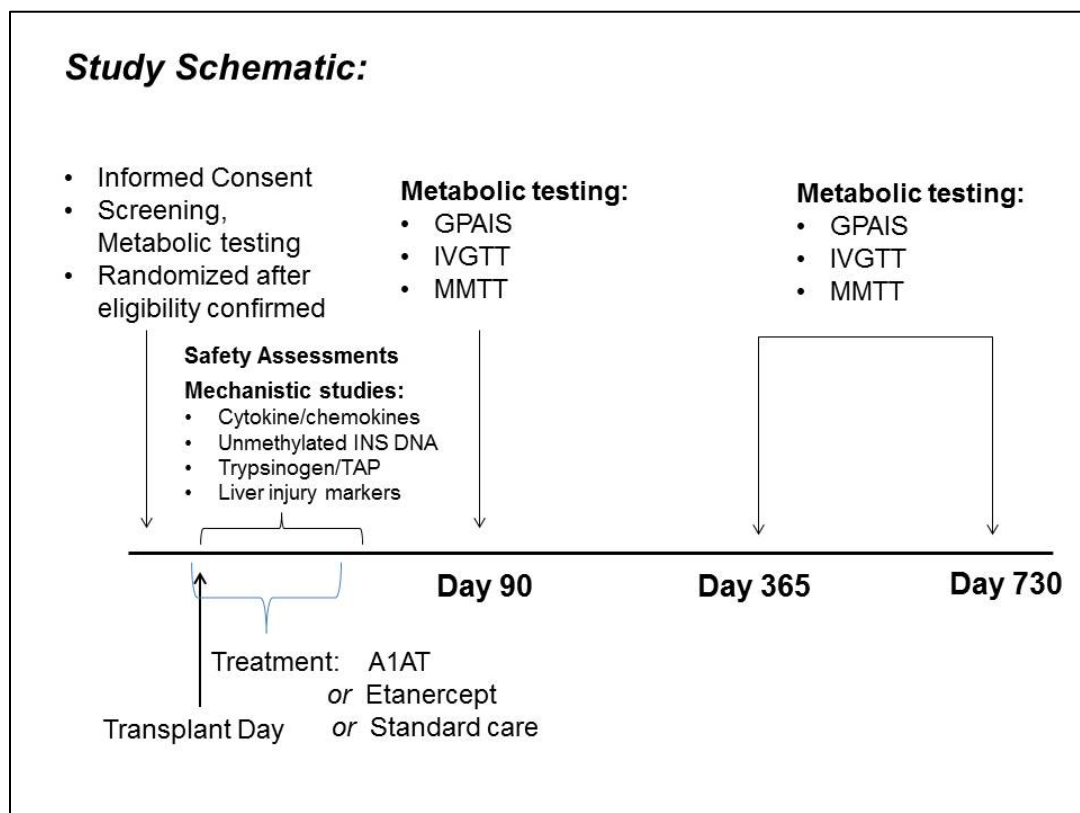 Study Schematic:
• Informed Consent
• Screening,
Metabolic testing
• Randomized after
eligibility confirmed
Metabolic testing:
• GPAIS
• IVGTT
• MMTT
Metabolic testing:
• GPAIS
• IVGTT
• MMTT
Safety Assessments
Mechanistic studies:
• Cytokine/chemokines
• Unmethylated INS DNA
• Trypsinogen/TAP
• Liver injury markers
Day 90
Day 365
Day 730
Treatment: A1AT
or Etanercept
or Standard care
Transplant Day